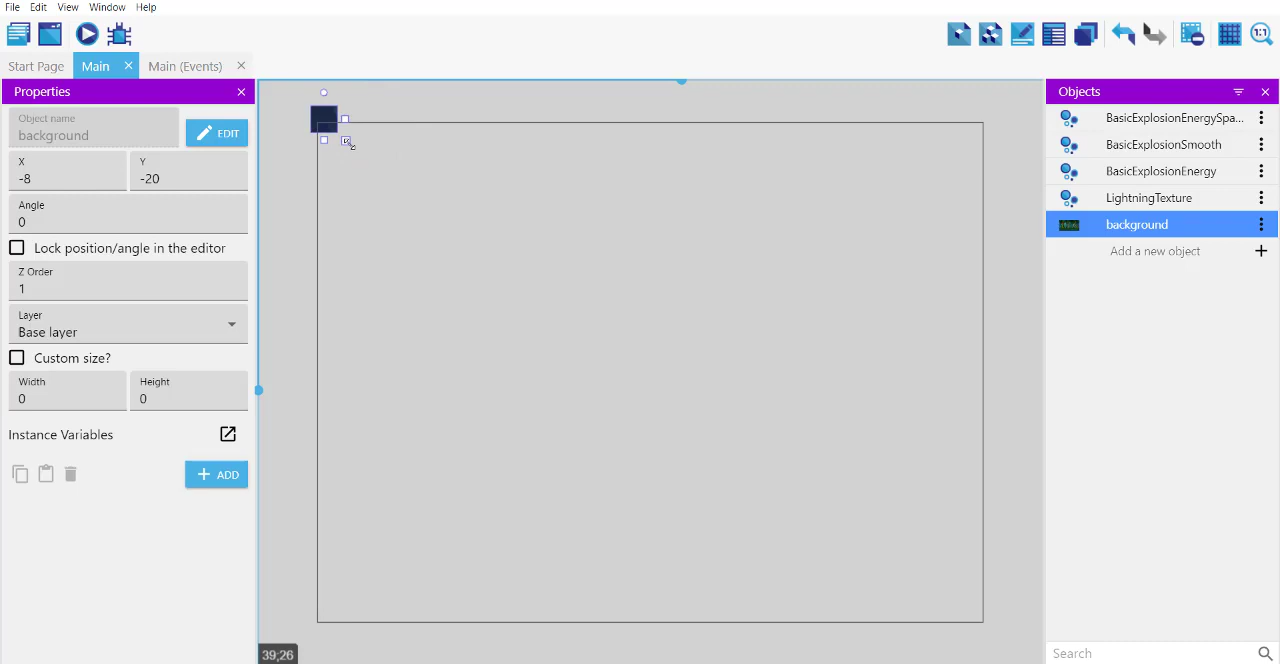 File Edit View Window Help
1:1
Start Page Main × Main (Events) ×
Properties ×
Object name
background
EDIT
X
-8
Y
-20
Angle
0
Lock position/angle in the editor
Z Order
1
Layer
Base layer
Custom size?
Width
0
Height
0
Instance Variables
+ ADD
39;26
Objects ×
BasicExplosionEnergySpa...
BasicExplosionSmooth
BasicExplosionEnergy
LightningTexture
background
Add a new object +
Search